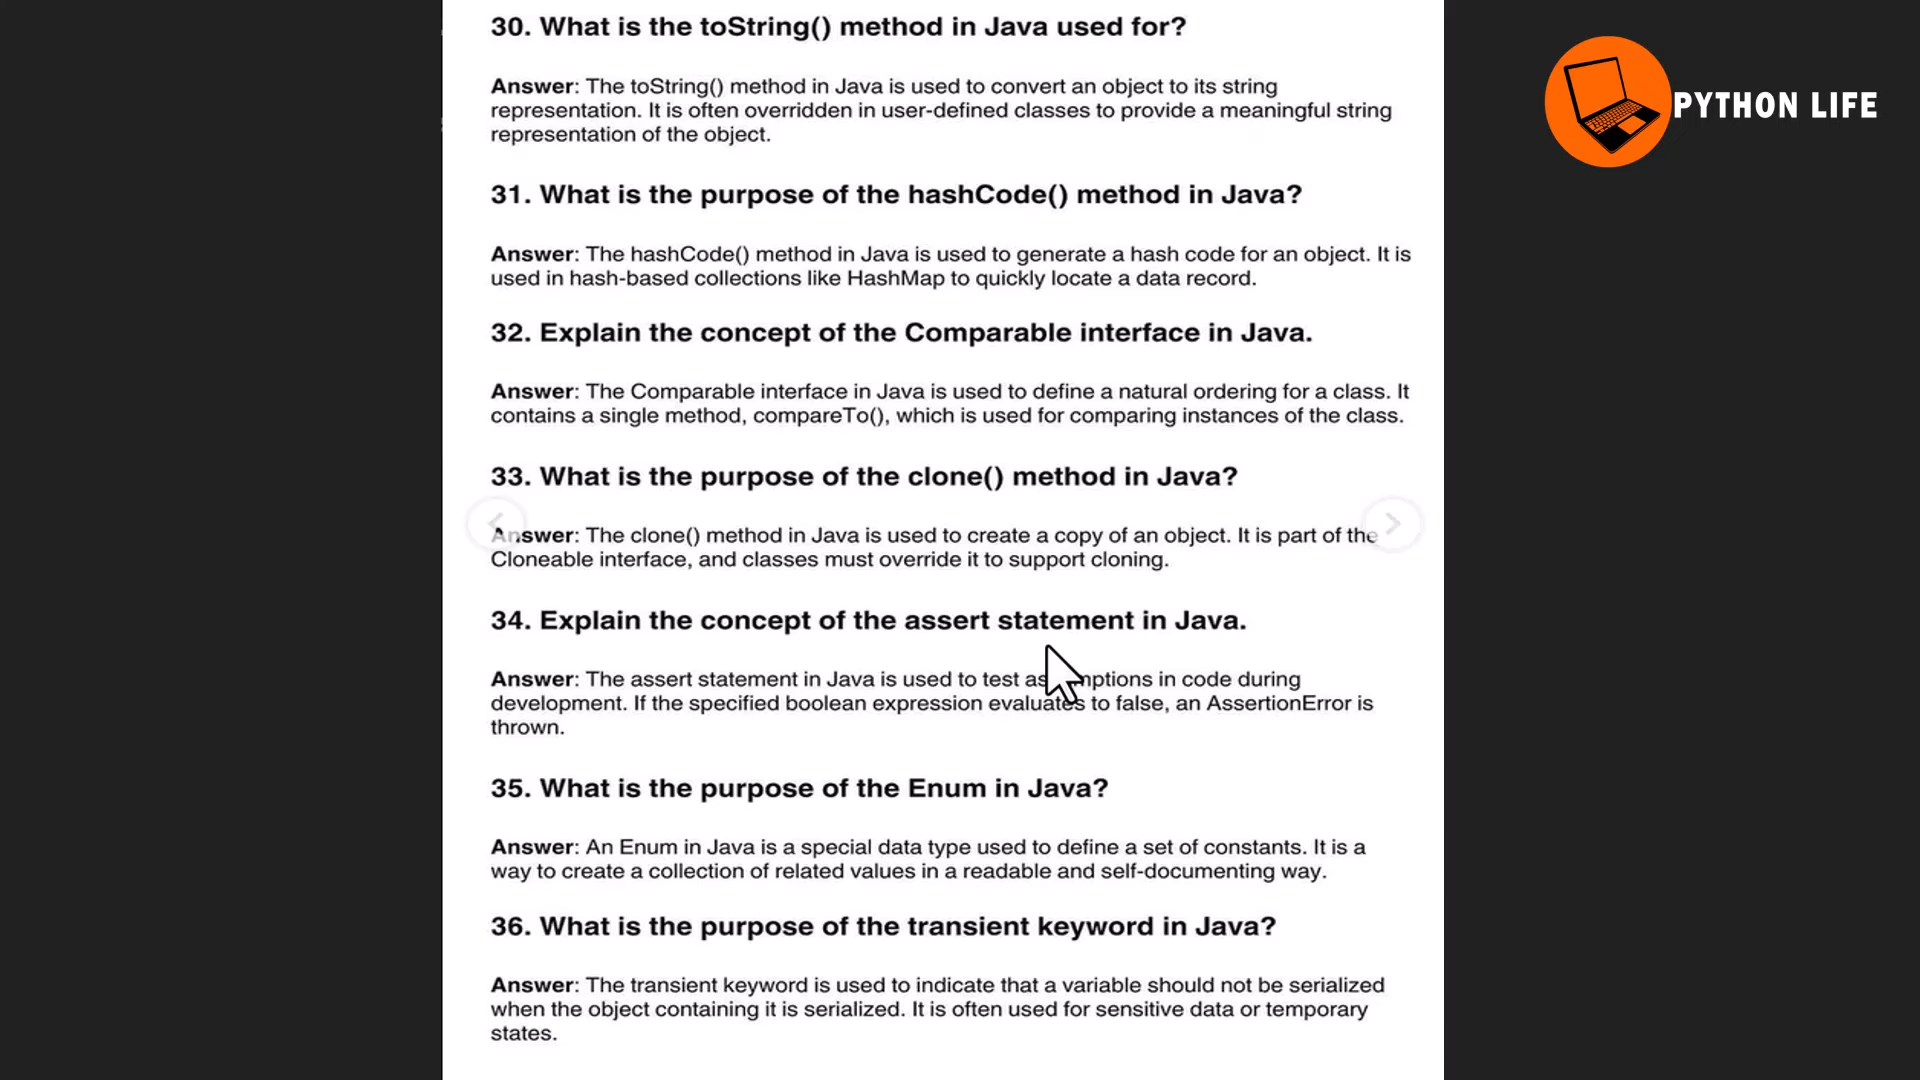 30. What is the toString() method in Java used for?
Answer: The toString() method in Java is used to convert an object to its string
representation. It is often overridden in user-defined classes to provide a meaningful string
representation of the object.
PYTHON LIFE
31. What is the purpose of the hashCode() method in Java?
Answer: The hashCode() method in Java is used to generate a hash code for an object. It is
used in hash-based collections like HashMap to quickly locate a data record.
32. Explain the concept of the Comparable interface in Java.
Answer: The Comparable interface in Java is used to define a natural ordering for a class. It
contains a single method, compareTo(), which is used for comparing instances of the class.
33. What is the purpose of the clone() method in Java?
Answer: The clone() method in Java is used to create a copy of an object. It is part of the
Cloneable interface, and classes must override it to support cloning.
34. Explain the concept of the assert statement in Java.
Answer: The assert statement in Java is used to test assumptions in code during
development. If the specified boolean expression evaluates to false, an AssertionError is
thrown.
35. What is the purpose of the Enum in Java?
Answer: An Enum in Java is a special data type used to define a set of constants. It is a
way to create a collection of related values in a readable and self-documenting way.
36. What is the purpose of the transient keyword in Java?
Answer: The transient keyword is used to indicate that a variable should not be serialized
when the object containing it is serialized. It is often used for sensitive data or temporary
states.